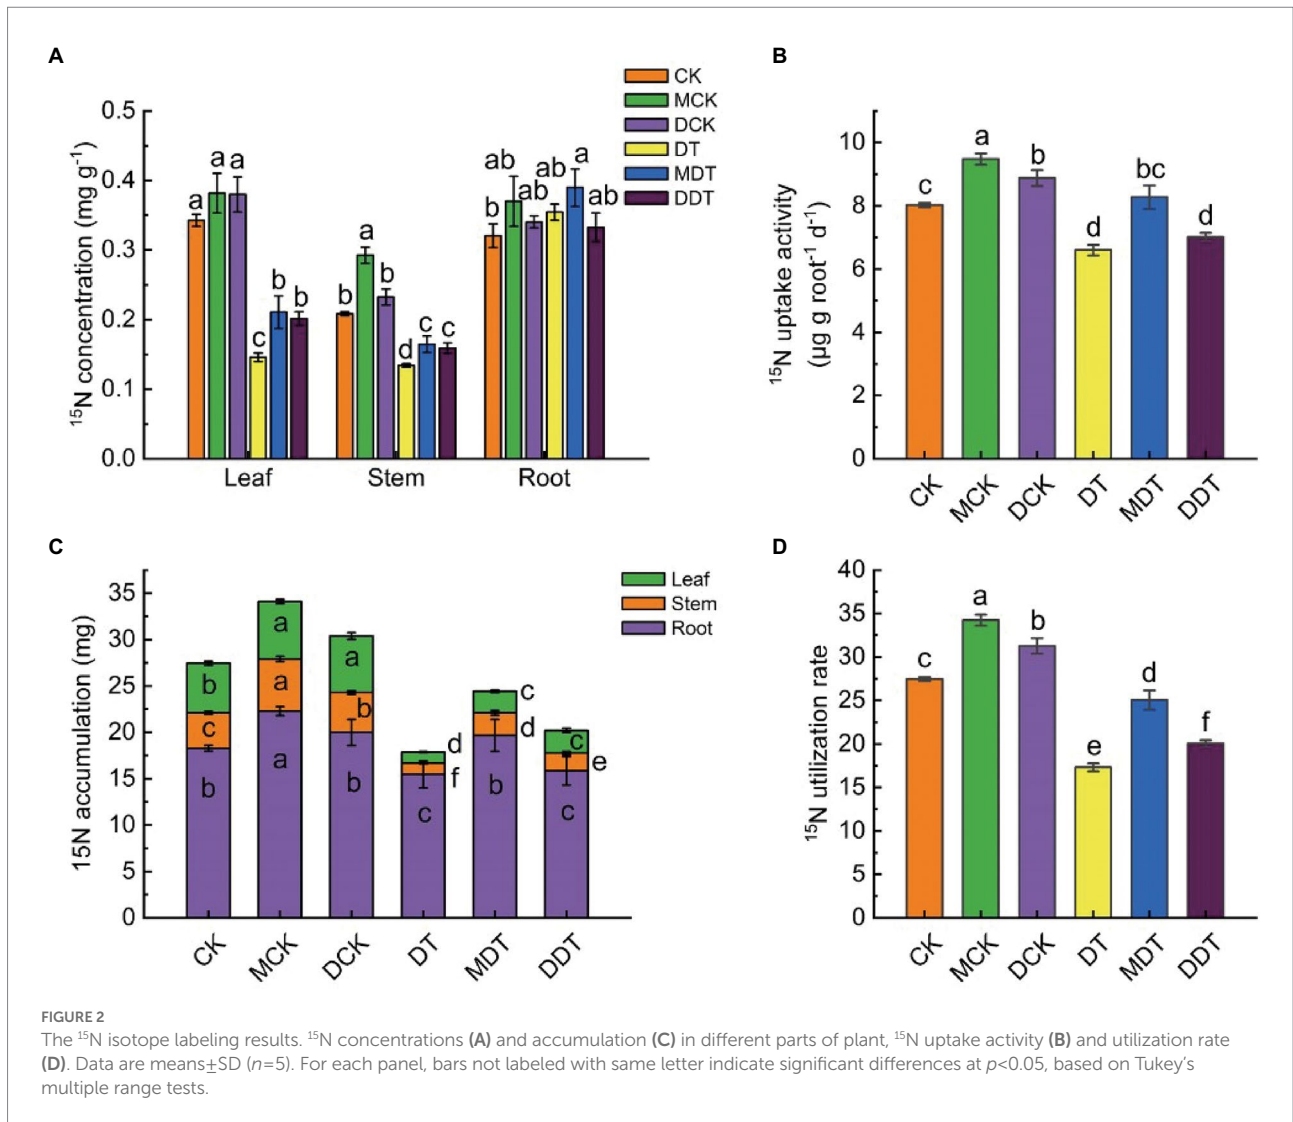 A
CK
MCK
DCK
DT
MDT
DDT
¹⁵N concentration (mg g⁻¹)
0.5
0.4
0.3
0.2
0.1
0.0
a a a c b b
b a b d c c
b ab ab ab a ab
Leaf Stem Root
B
¹⁵N uptake activity
(µg g root⁻¹ d⁻¹)
10
8
6
4
2
0
c a b d bc d
CK MCK DCK DT MDT DDT
C
Leaf
Stem
Root
15N accumulation (mg)
35
30
25
20
15
10
5
0
b a a d c c
c a b f d e
b a b c b c
CK MCK DCK DT MDT DDT
D
¹⁵N utilization rate
40
35
30
25
20
15
10
5
0
c a b e d f
CK MCK DCK DT MDT DDT
FIGURE 2
The ¹⁵N isotope labeling results. ¹⁵N concentrations (A) and accumulation (C) in different parts of plant, ¹⁵N uptake activity (B) and utilization rate
(D). Data are means±SD (n=5). For each panel, bars not labeled with same letter indicate significant differences at p<0.05, based on Tukey's
multiple range tests.